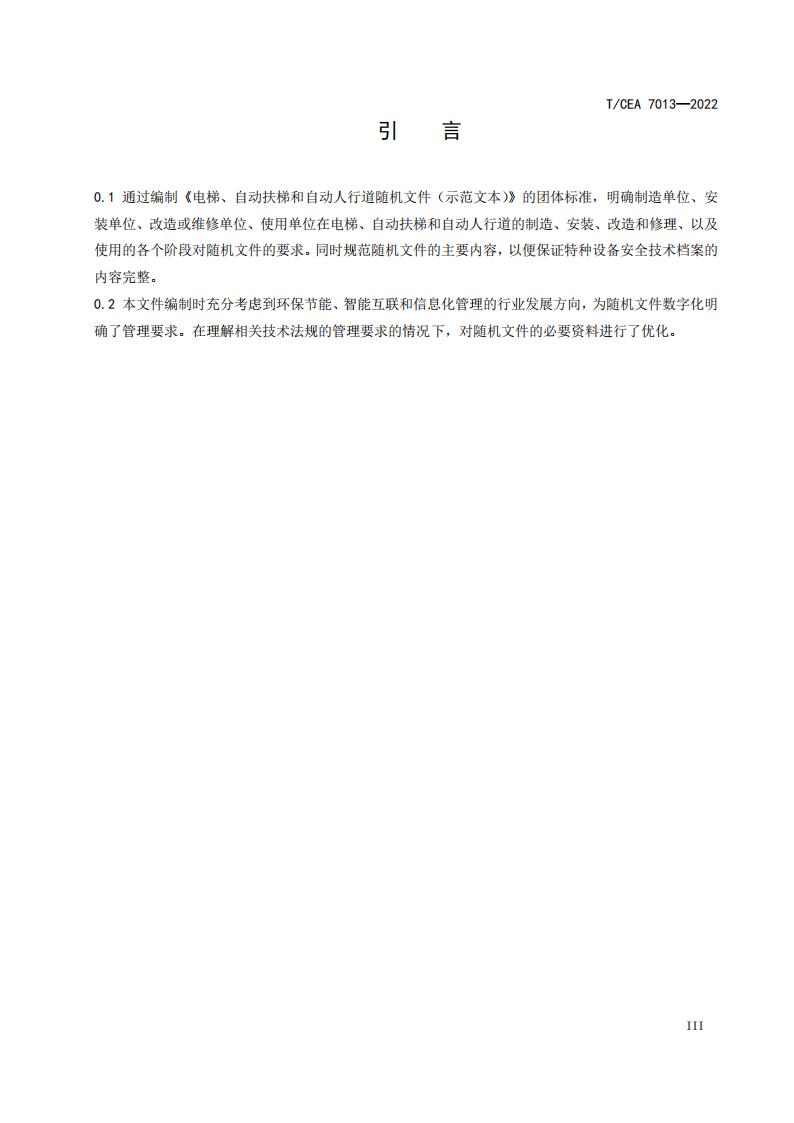 T/CEA 7013—2022
引 言
0.1 通过编制《电梯、自动扶梯和自动人行道随机文件（示范文本）》的团体标准，明确制造单位、安
装单位、改造或维修单位、使用单位在电梯、自动扶梯和自动人行道的制造、安装、改造和修理、以及
使用的各个阶段对随机文件的要求。同时规范随机文件的主要内容，以便保证特种设备安全技术档案的
内容完整。
0.2 本文件编制时充分考虑到环保节能、智能互联和信息化管理的行业发展方向，为随机文件数字化明
确了管理要求。在理解相关技术法规的管理要求的情况下，对随机文件的必要资料进行了优化。
III